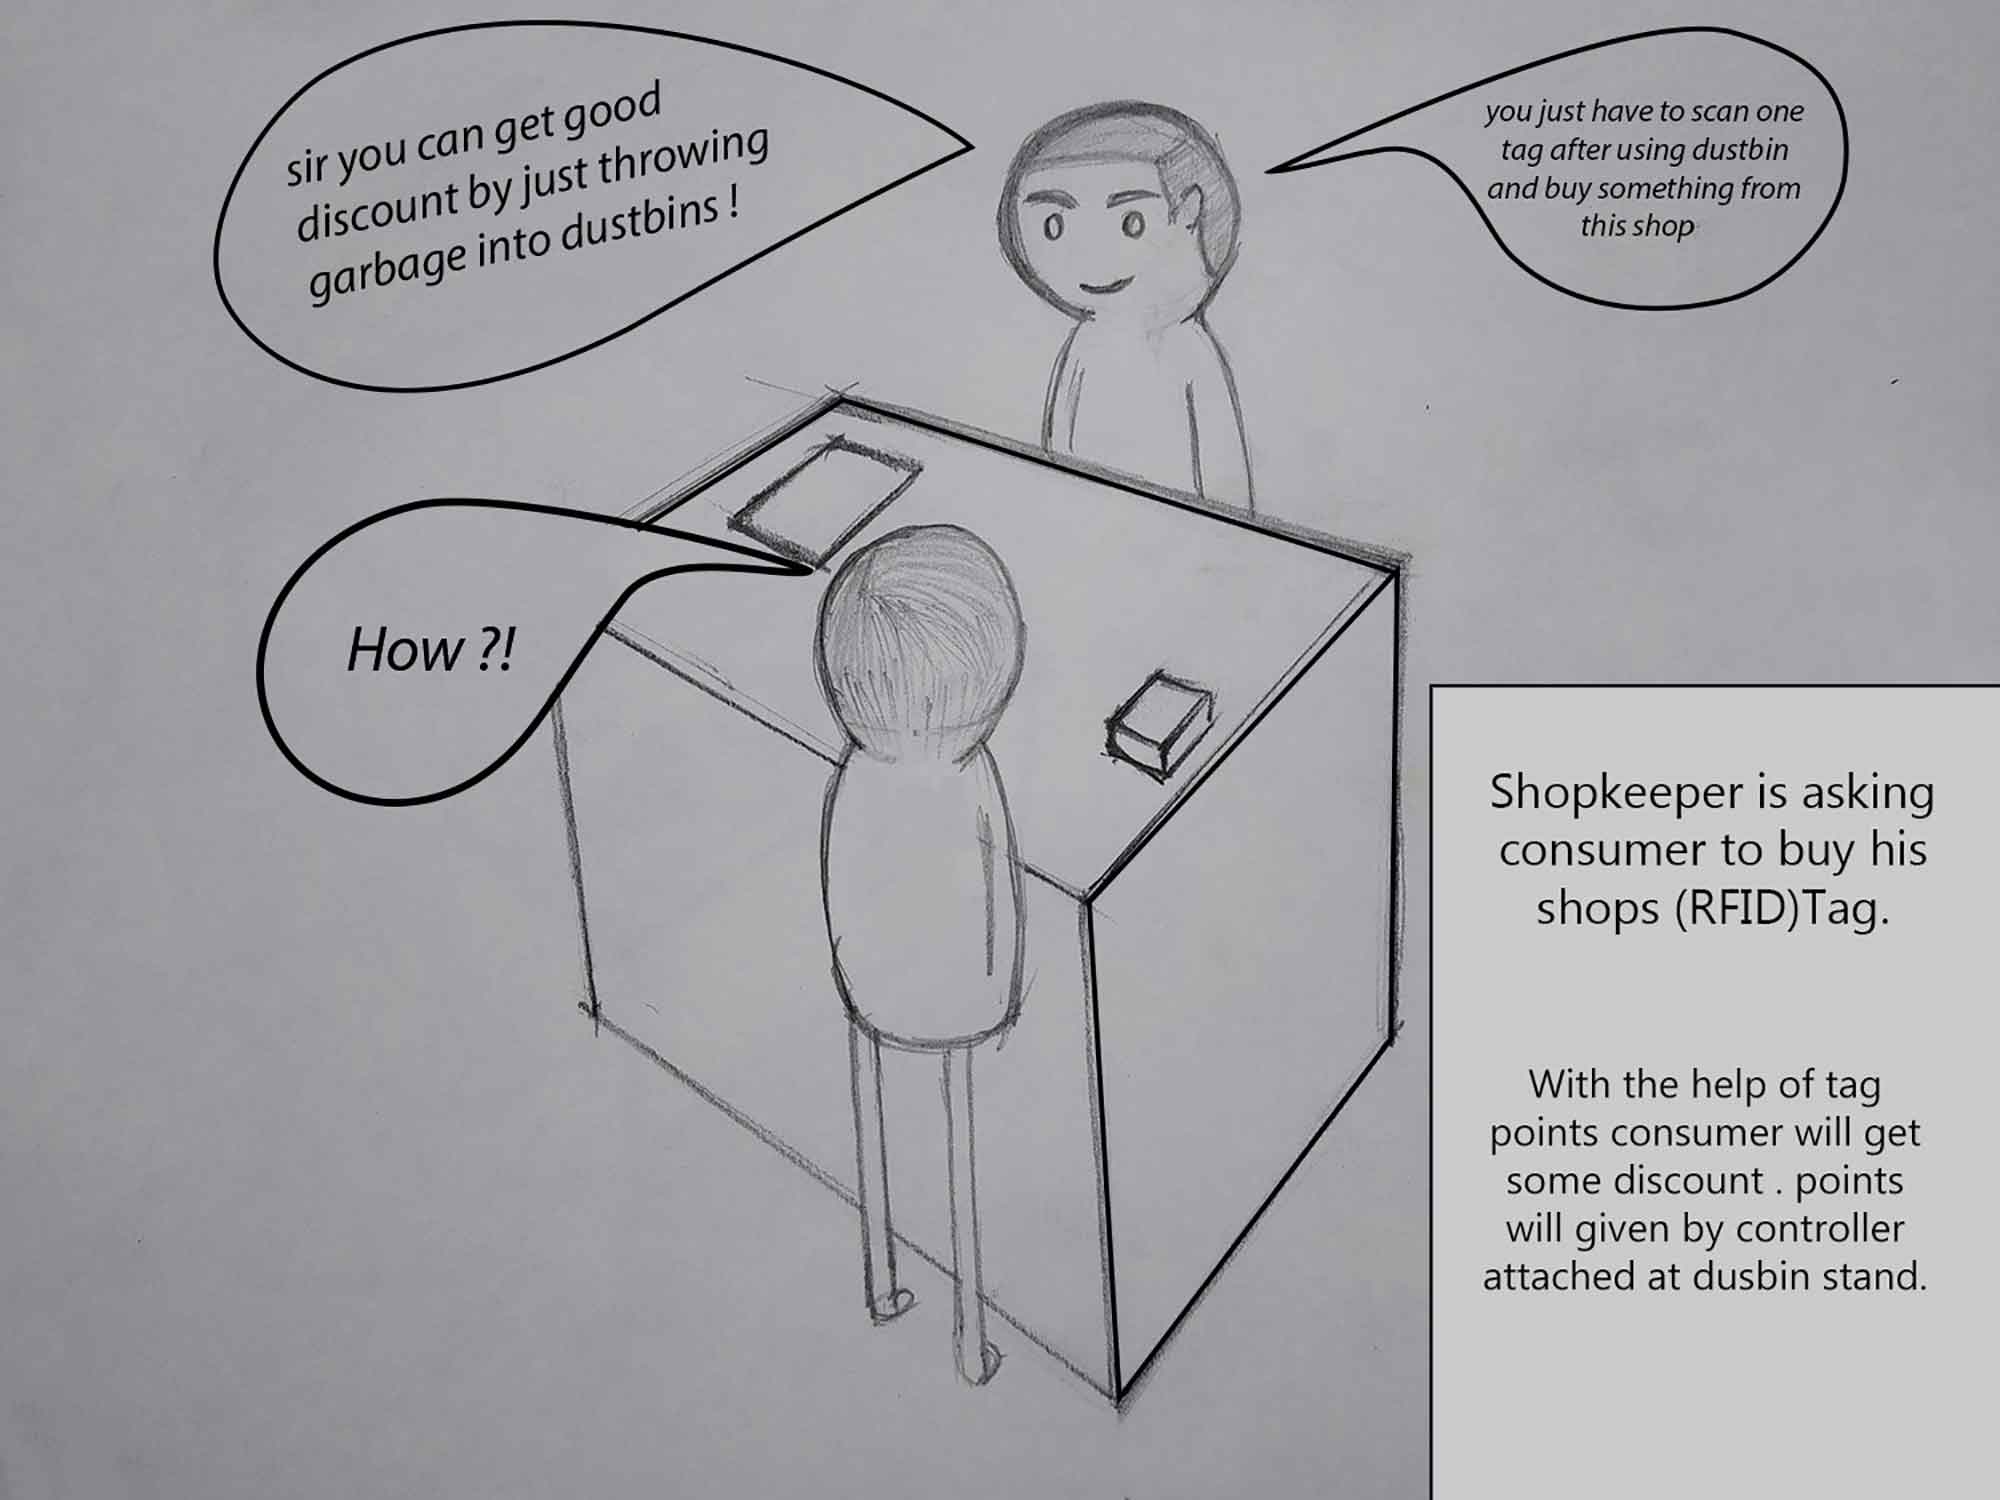 sir you can get good
discount by just throwing
garbage into dustbins !
How ?!
you just have to scan one
tag after using dustbin
and buy something from
this shop
Shopkeeper is asking
consumer to buy his
shops (RFID)Tag.
With the help of tag
points consumer will get
some discount . points
will given by controller
attached at dusbin stand.